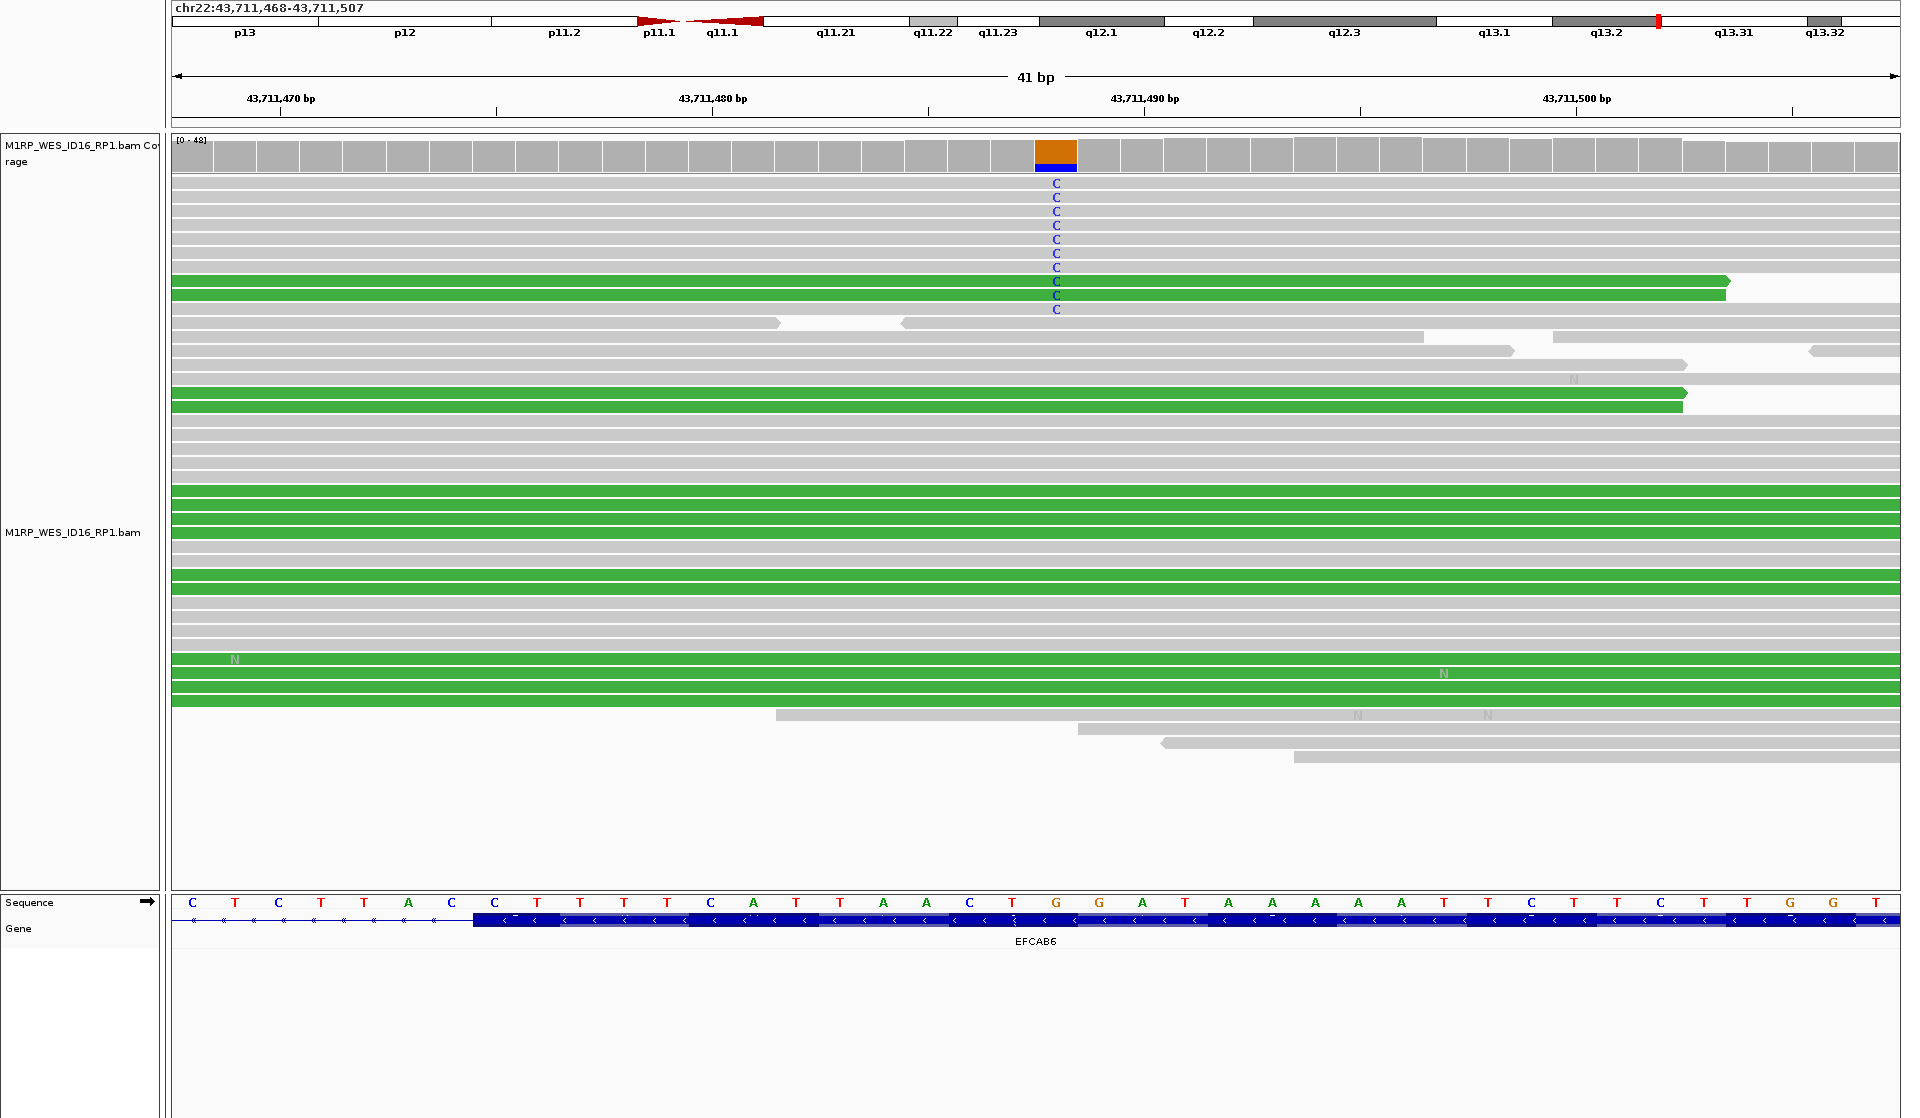 chr22:43,711,468-43,711,507
p13 p12 p11.2 p11.1 q11.1 q11.21 q11.22 q11.23 q12.1 q12.2 q12.3 q13.1 q13.2 q13.31 q13.32
41 bp
43,711,470 bp 43,711,480 bp 43,711,490 bp 43,711,500 bp
M1RP_WES_ID16_RP1.bam Co
rage
[0 - 48]
C
C
C
C
C
C
C
C
C
C
N
M1RP_WES_ID16_RP1.bam
N
N
N N
Sequence C T C T T A C C T T T T C A T T A A C T G G A T A A A A A T T C T T C T T G G T
Gene
EFCAB6